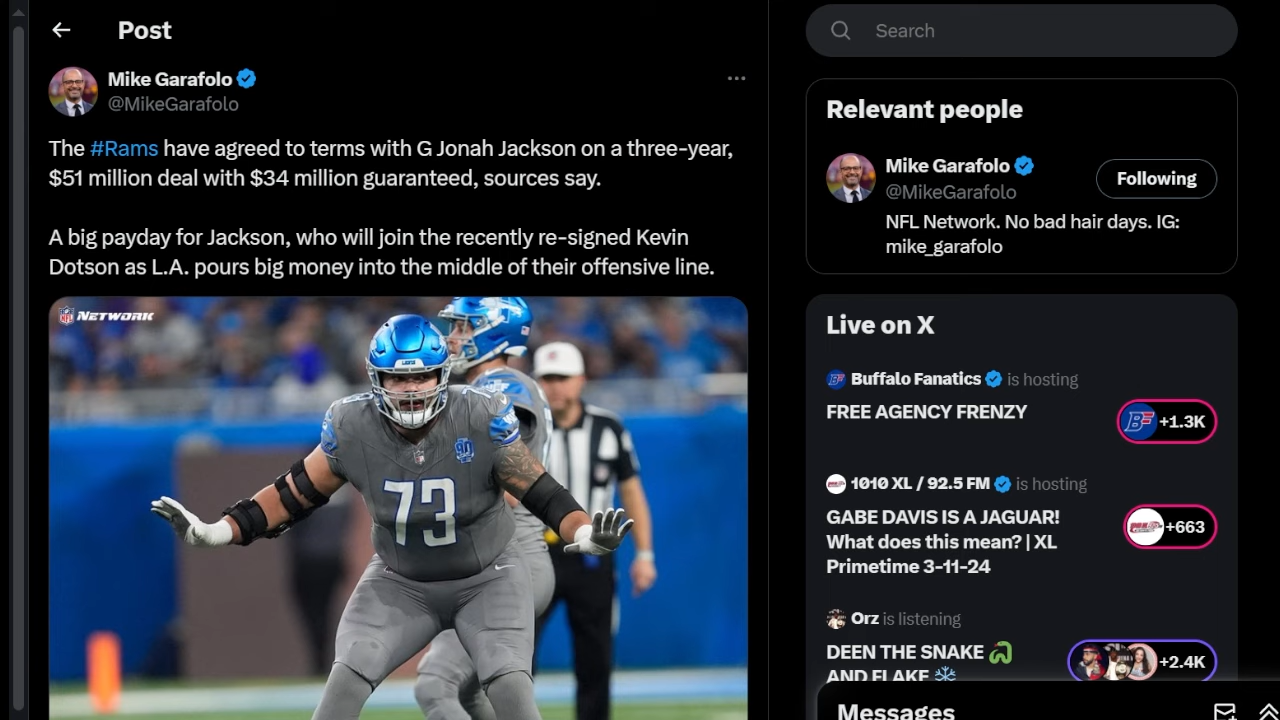 Post
Mike Garafolo
@MikeGarafolo
The #Rams have agreed to terms with G Jonah Jackson on a three-year,
$51 million deal with $34 million guaranteed, sources say.
A big payday for Jackson, who will join the recently re-signed Kevin
Dotson as L.A. pours big money into the middle of their offensive line.
NFL NETWORK
LIONS
73
Search
Relevant people
Mike Garafolo
@MikeGarafolo
Following
NFL Network. No bad hair days. IG:
mike_garafolo
Live on X
Buffalo Fanatics is hosting
FREE AGENCY FRENZY
BF +1.3K
1010 XL / 92.5 FM is hosting
GABE DAVIS IS A JAGUAR!
What does this mean? | XL
Primetime 3-11-24
+663
Orz is listening
DEEN THE SNAKE 🐍
AND FLAKE ❄️
+2.4K
Messages